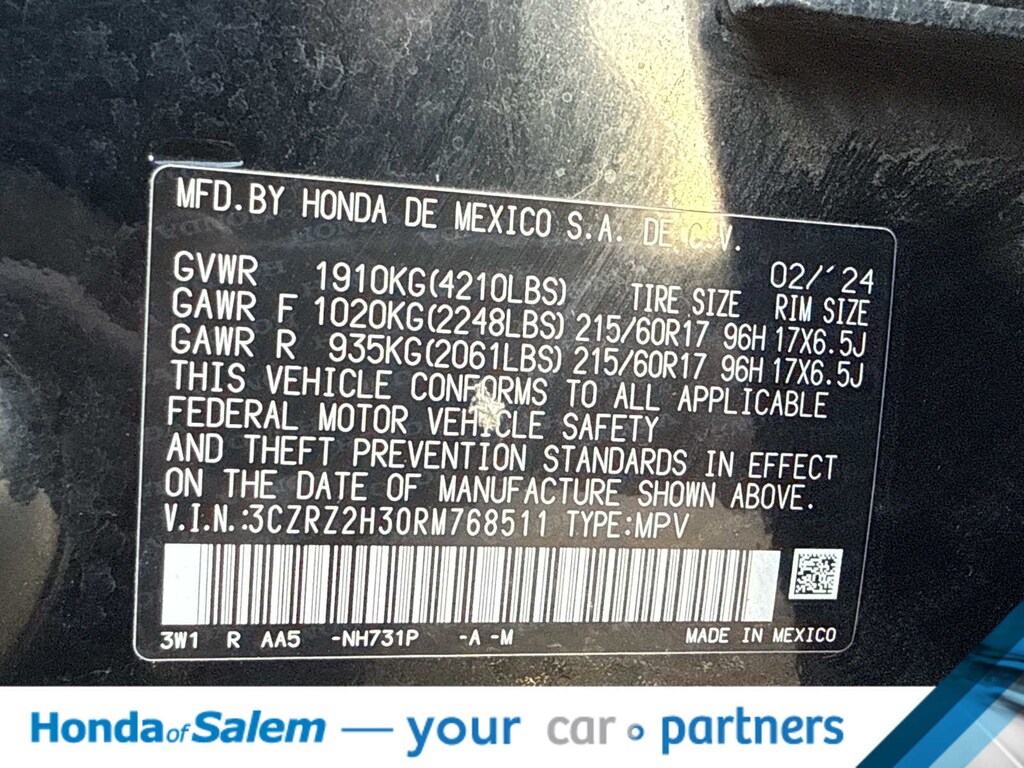 MFD.BY HONDA DE MEXICO S.A. DE C.V.
02/'24
GVWR 1910KG(4210LBS) TIRE SIZE RIM SIZE
GAWR F 1020KG(2248LBS) 215/60R17 96H 17X6.5J
GAWR R 935KG(2061LBS) 215/60R17 96H 17X6.5J
THIS VEHICLE CONFORMS TO ALL APPLICABLE
FEDERAL MOTOR VEHICLE SAFETY
AND THEFT PREVENTION STANDARDS IN EFFECT
ON THE DATE OF MANUFACTURE SHOWN ABOVE.
V.I.N.:3CZRZ2H30RM768511 TYPE:MPV
3W1 R AA5 -NH731P -A -M MADE IN MEXICO
Honda of Salem — your car partners